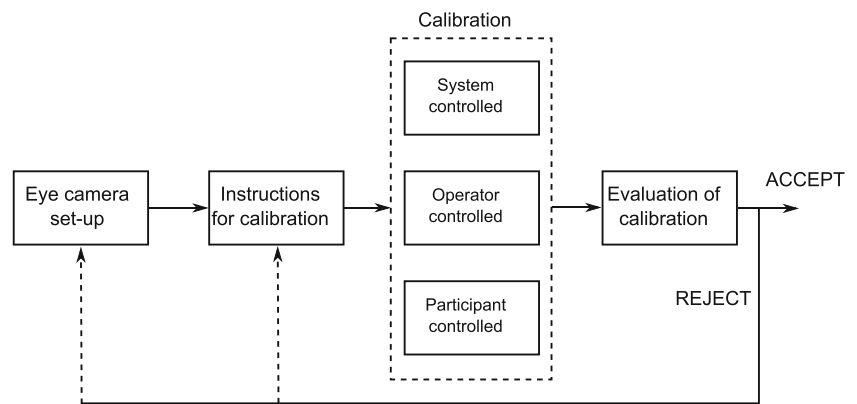 Calibration
System
controlled
Eye camera
set-up
Instructions
for calibration
Operator
controlled
Evaluation of
calibration
ACCEPT
REJECT
Participant
controlled